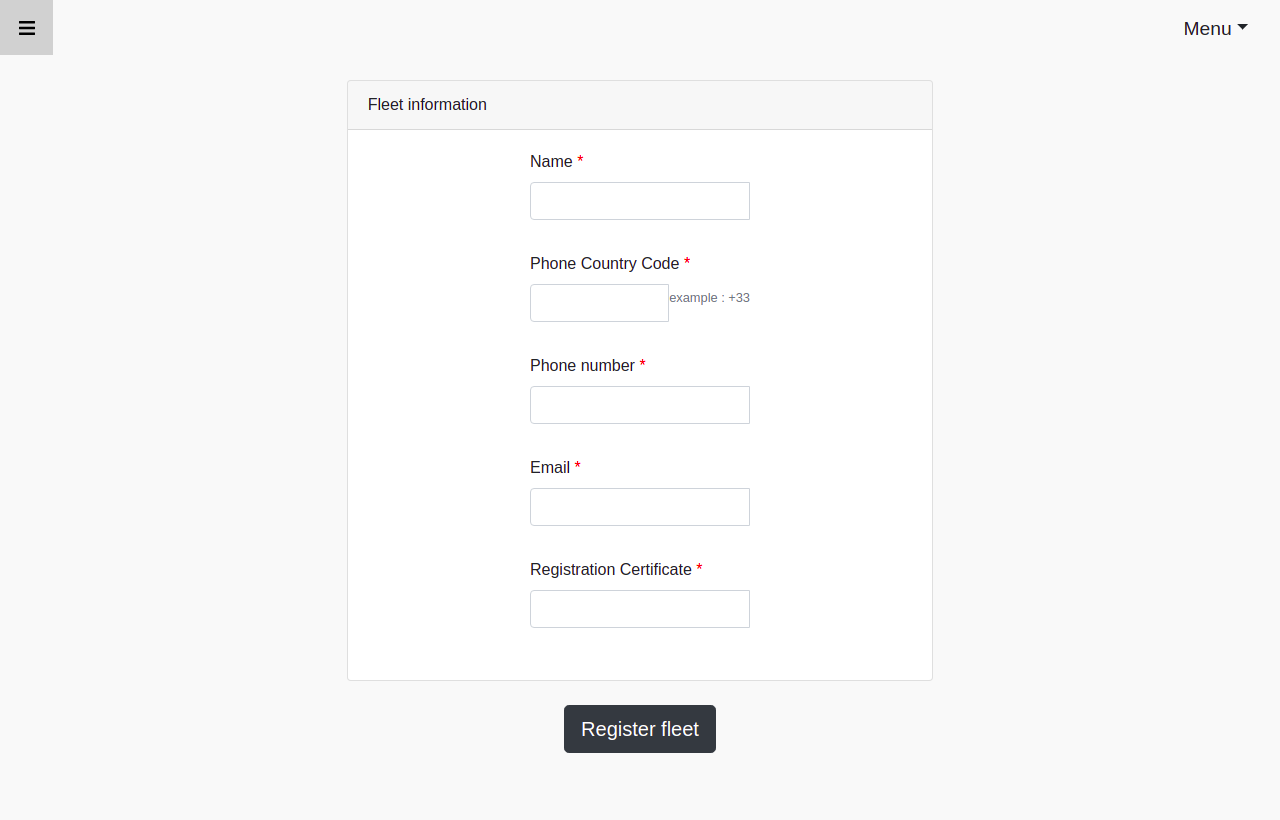 Menu
Fleet information
Name *
Phone Country Code *
example : +33
Phone number *
Email *
Registration Certificate *
Register fleet